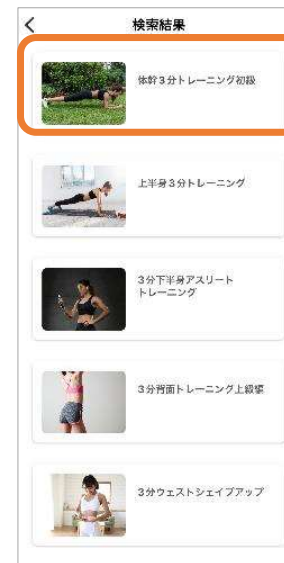 検索結果
体幹3分トレーニング初級
上半身3分トレーニング
3分下半身アスリート
トレーニング
3分背面トレーニング上級編
3分ウェストシェイプアップ